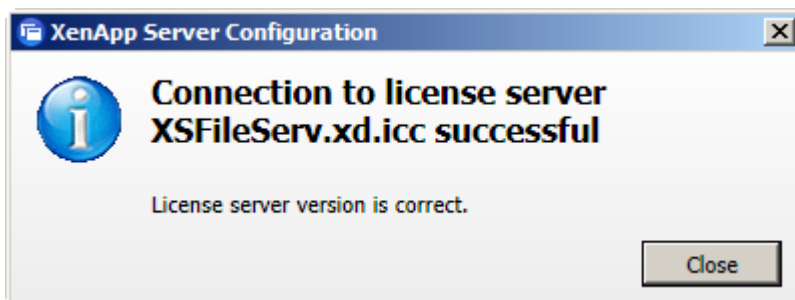 XenApp Server Configuration
Connection to license server
XSFileServ.xd.icc successful
License server version is correct.
Close